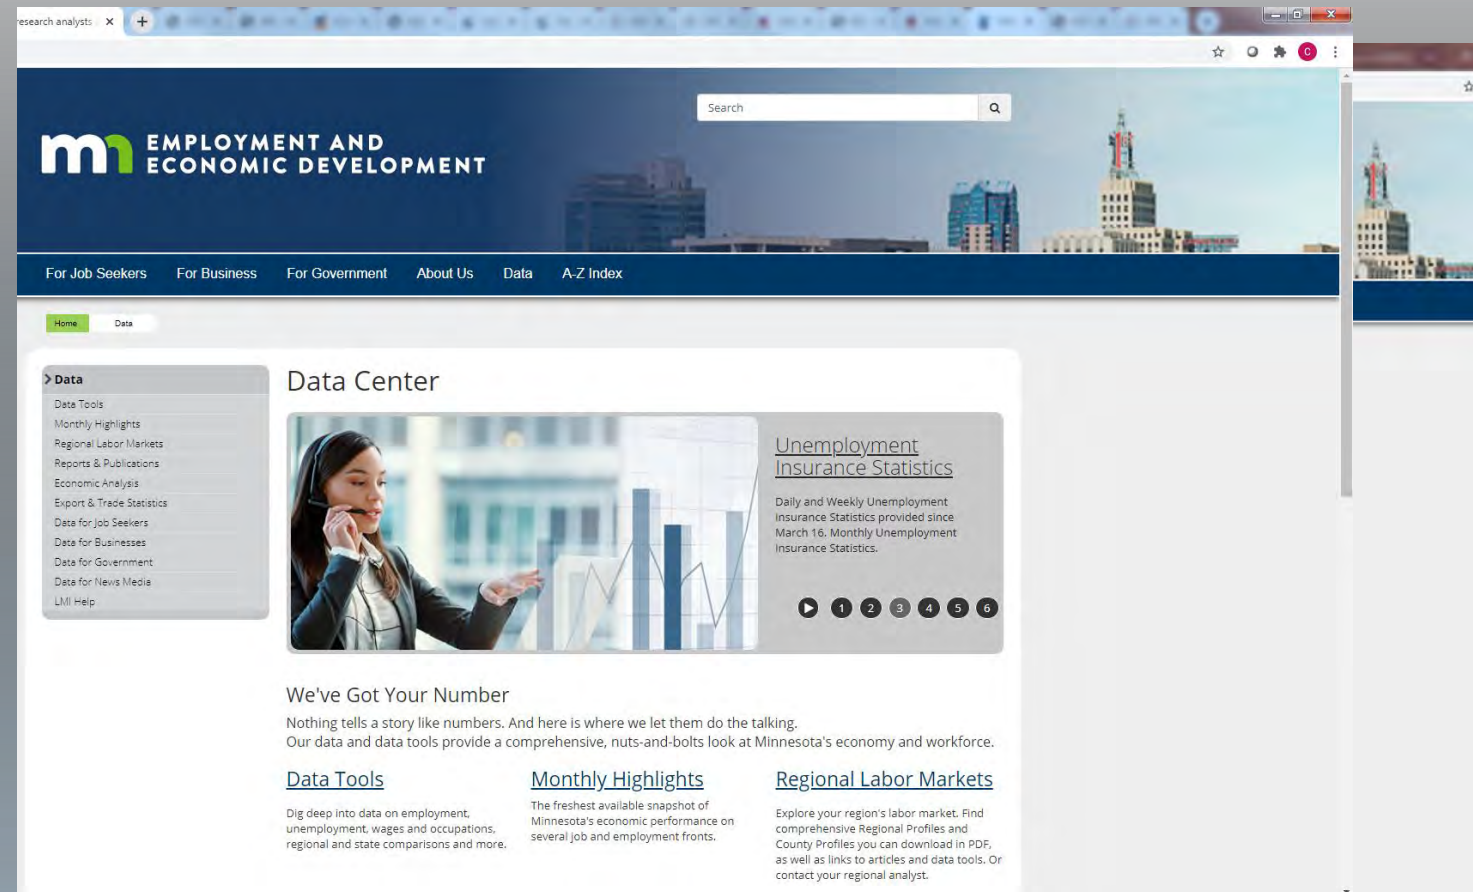 research analysts
C
Search
mn EMPLOYMENT AND
ECONOMIC DEVELOPMENT
For Job Seekers For Business For Government About Us Data A-Z Index
Home Data
Data
Data Tools
Monthly Highlights
Regional Labor Markets
Reports & Publications
Economic Analysis
Export & Trade Statistics
Data for Job Seekers
Data for Businesses
Data for Government
Data for News Media
LMI Help
Data Center
Unemployment
Insurance Statistics
Daily and Weekly Unemployment
Insurance Statistics provided since
March 16. Monthly Unemployment
Insurance Statistics.
1 2 3 4 5 6
We've Got Your Number
Nothing tells a story like numbers. And here is where we let them do the talking.
Our data and data tools provide a comprehensive, nuts-and-bolts look at Minnesota's economy and workforce.
Data Tools
Dig deep into data on employment,
unemployment, wages and occupations,
regional and state comparisons and more.
Monthly Highlights
The freshest available snapshot of
Minnesota's economic performance on
several job and employment fronts.
Regional Labor Markets
Explore your region's labor market. Find
comprehensive Regional Profiles and
County Profiles you can download in PDF,
as well as links to articles and data tools. Or
contact your regional analyst.